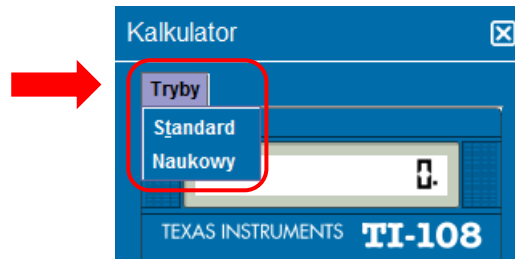 Kalkulator
Tryby
Standard
Naukowy
0.
TEXAS INSTRUMENTS TI-108